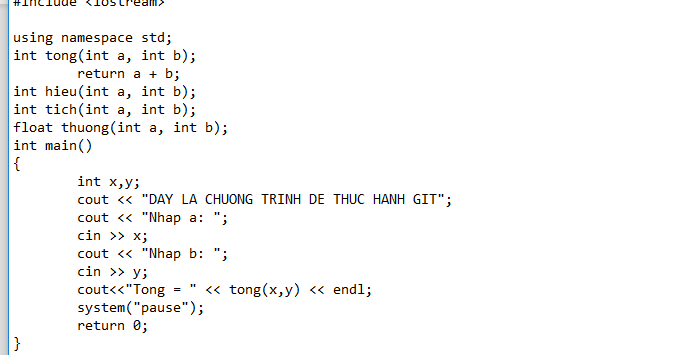 #include <iostream>
using namespace std;
int tong(int a, int b);
return a + b;
int hieu(int a, int b);
int tich(int a, int b);
float thuong(int a, int b);
int main()
{
int x,y;
cout << "DAY LA CHUONG TRINH DE THUC HANH GIT";
cout << "Nhap a: ";
cin >> x;
cout << "Nhap b: ";
cin >> y;
cout<<"Tong = " << tong(x,y) << endl;
system("pause");
return 0;
}